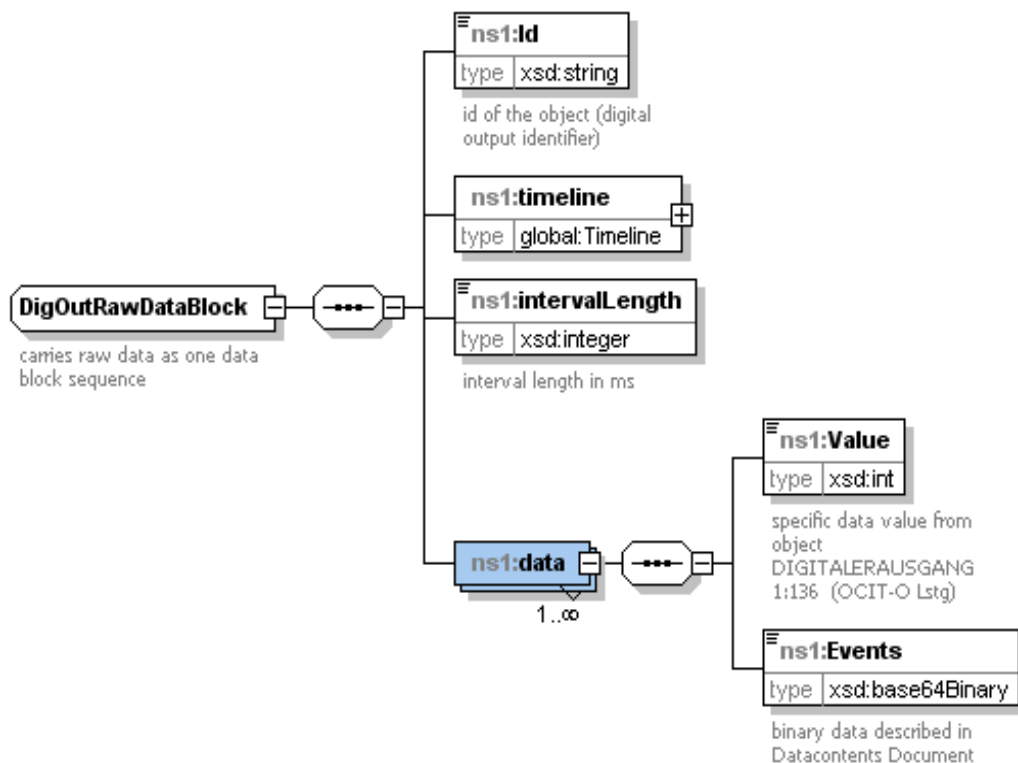 ns1:Id
type xsd:string
id of the object (digital
output identifier)
ns1:timeline
type global:Timeline
DigOutRawDataBlock
carries raw data as one data
block sequence
ns1:intervalLength
type xsd:integer
interval length in ms
ns1:data
1..∞
ns1:Value
type xsd:int
specific data value from
object
DIGITALERAUSGANG
1:136 (OCIT-O Lstg)
ns1:Events
type xsd:base64Binary
binary data described in
Datacontents Document